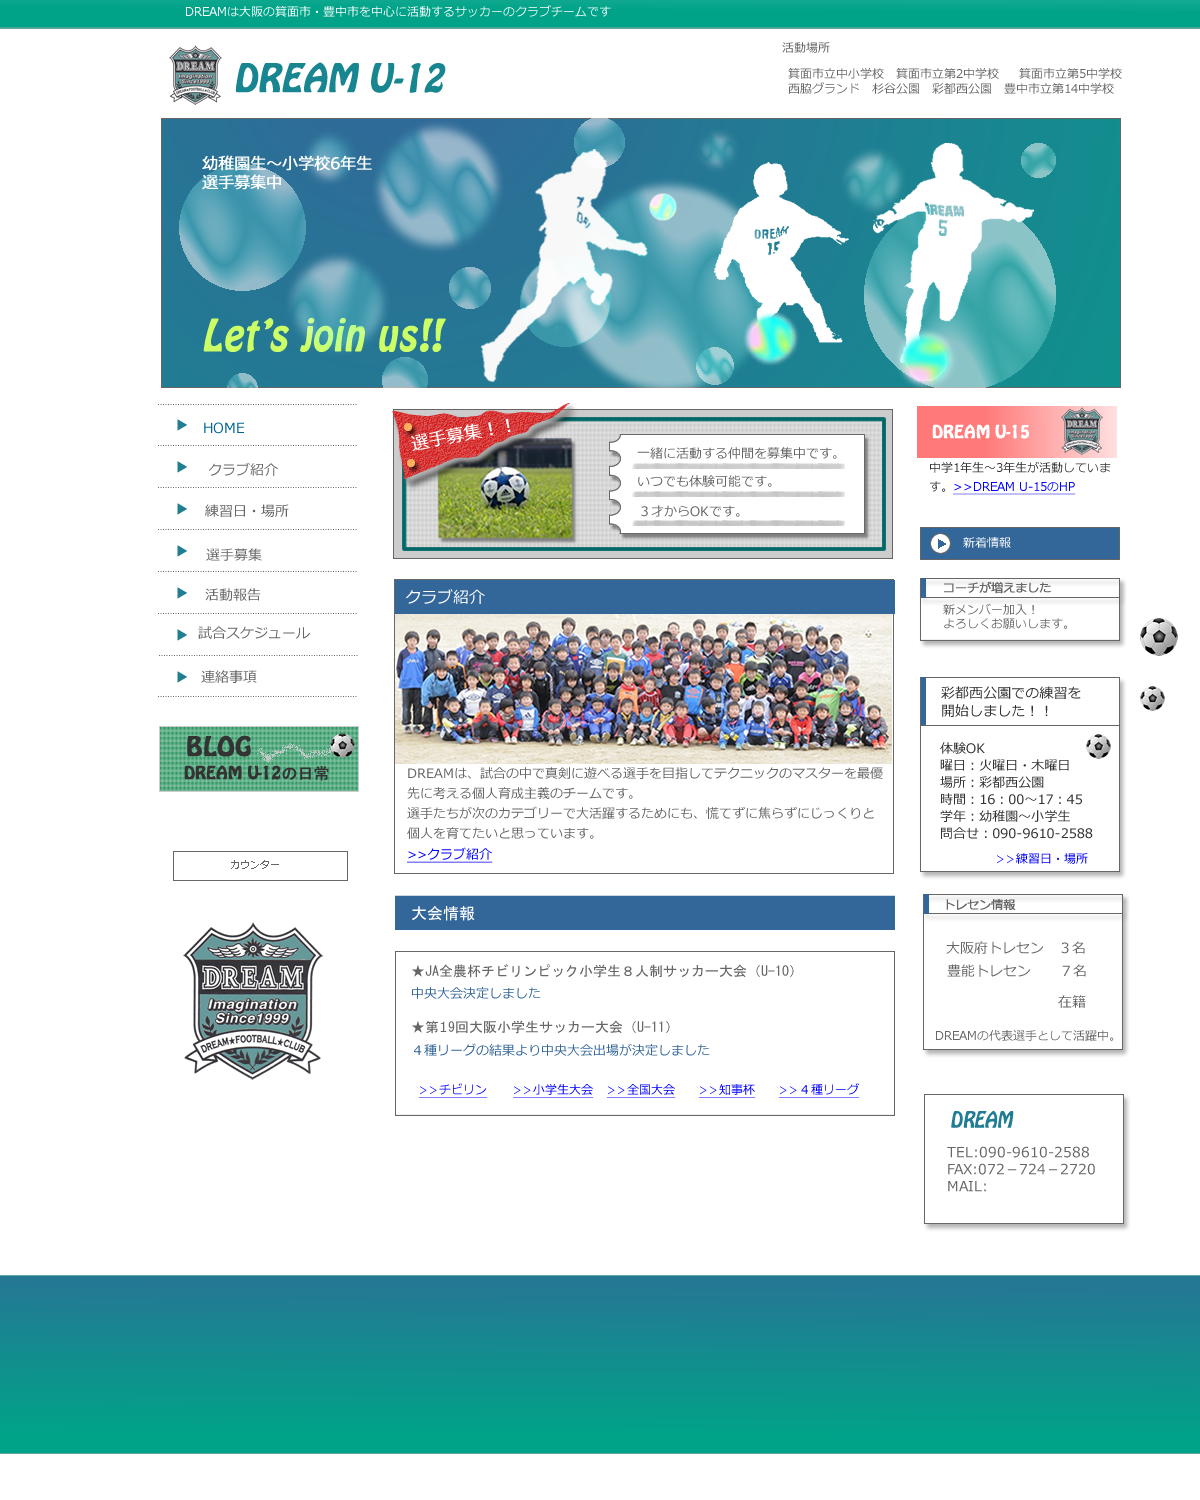 DREAMは大阪の箕面市・豊中市を中心に活動するサッカーのクラブチームです
DREAM
Imagination
Since1999
DREAM★FOOTBALL★CLUB
DREAM U-12
活動場所
箕面市立中小学校　箕面市立第2中学校　 箕面市立第5中学校
西脇グランド　杉谷公園　彩都西公園　豊中市立第14中学校
幼稚園生～小学校6年生
選手募集中
DREAM
15
DREAM
5
Let's join us!!
HOME
クラブ紹介
練習日・場所
選手募集
活動報告
試合スケジュール
連絡事項
BLOG
DREAM U-12の日常
カウンター
DREAM
Imagination
Since1999
DREAM★FOOTBALL★CLUB
選手募集！！
一緒に活動する仲間を募集中です。
いつでも体験可能です。
３才からOKです。
クラブ紹介
DREAMは、試合の中で真剣に遊べる選手を目指してテクニックのマスターを最優
先に考える個人育成主義のチームです。
選手たちが次のカテゴリーで大活躍するためにも、慌てずに焦らずにじっくりと
個人を育てたいと思っています。
>>クラブ紹介
大会情報
★JA全農杯チビリンピック小学生８人制サッカー大会（U-10）
中央大会決定しました
★第19回大阪小学生サッカー大会（U-11）
４種リーグの結果より中央大会出場が決定しました
>>チビリン　>>小学生大会　>>全国大会　>>知事杯　>>４種リーグ
DREAM U-15
DREAM
中学1年生～3年生が活動していま
す。>>DREAM U-15のHP
新着情報
コーチが増えました
新メンバー加入！
よろしくお願いします。
彩都西公園での練習を
開始しました！！
体験OK
曜日：火曜日・木曜日
場所：彩都西公園
時間：16：00～17：45
学年：幼稚園～小学生
問合せ：090-9610-2588
>>練習日・場所
トレセン情報
大阪府トレセン　３名
豊能トレセン　　７名
在籍
DREAMの代表選手として活躍中。
DREAM
TEL:090-9610-2588
FAX:072－724－2720
MAIL: